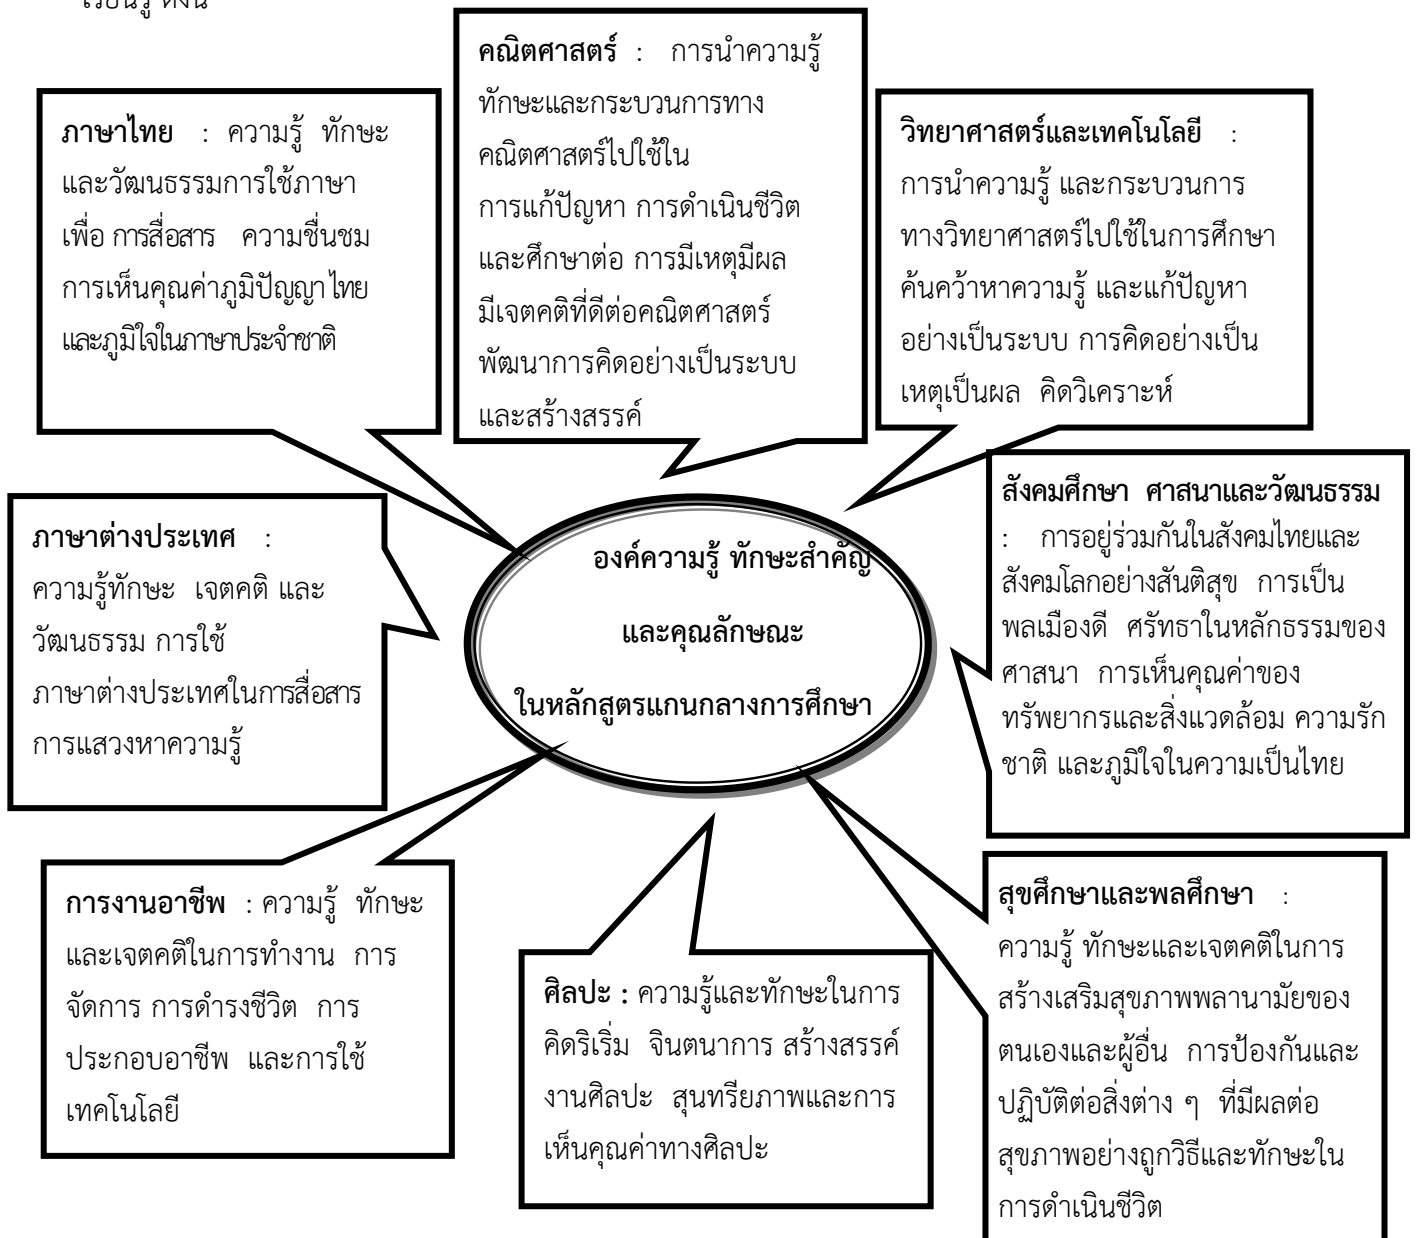 เรียนรู้ ดังนี้
คณิตศาสตร์ : การนำความรู้
ทักษะและกระบวนการทาง
คณิตศาสตร์ไปใช้ใน
การแก้ปัญหา การดำเนินชีวิต
และศึกษาต่อ การมีเหตุมีผล
มีเจตคติที่ดีต่อคณิตศาสตร์
พัฒนาการคิดอย่างเป็นระบบ
และสร้างสรรค์
ภาษาไทย : ความรู้ ทักษะ
และวัฒนธรรมการใช้ภาษา
เพื่อ การสื่อสาร ความชื่นชม
การเห็นคุณค่าภูมิปัญญา ไทย
และภูมิใจในภาษาประจำชาติ
วิทยาศาสตร์และเทคโนโลยี :
การนำความรู้ และกระบวนการ
ทางวิทยาศาสตร์ไปใช้ในการศึกษา
ค้นคว้าหาความรู้ และแก้ปัญหา
อย่างเป็นระบบ การคิดอย่างเป็น
เหตุเป็นผล คิดวิเคราะห์
สังคมศึกษา ศาสนาและวัฒนธรรม
: การอยู่ร่วมกันในสังคมไทยและ
สังคมโลกอย่างสันติสุข การเป็น
พลเมืองดี ศรัทธาในหลักธรรมของ
ศาสนา การเห็นคุณค่าของ
ทรัพยากรและสิ่งแวดล้อม ความรัก
ชาติ และภูมิใจในความเป็นไทย
ภาษาต่างประเทศ :
ความรู้ทักษะ เจตคติ และ
วัฒนธรรม การใช้
ภาษาต่างประเทศในการสื่อสาร
การแสวงหาความรู้
องค์ความรู้ ทักษะสำคัญ
และคุณลักษณะ
ในหลักสูตรแกนกลางการศึกษา
การงานอาชีพ : ความรู้ ทักษะ
และเจตคติในการทำงาน การ
จัดการ การดำรงชีวิต การ
ประกอบอาชีพ และการใช้
เทคโนโลยี
ศิลปะ : ความรู้และทักษะในการ
คิดริเริ่ม จินตนาการ สร้างสรรค์
งานศิลปะ สุนทรียภาพและการ
เห็นคุณค่าทางศิลปะ
สุขศึกษาและพลศึกษา :
ความรู้ ทักษะและเจตคติในการ
สร้างเสริมสุขภาพพลานามัยของ
ตนเองและผู้อื่น การป้องกันและ
ปฏิบัติต่อสิ่งต่าง ๆ ที่มีผลต่อ
สุขภาพอย่างถูกวิธีและทักษะใน
การดำเนินชีวิต